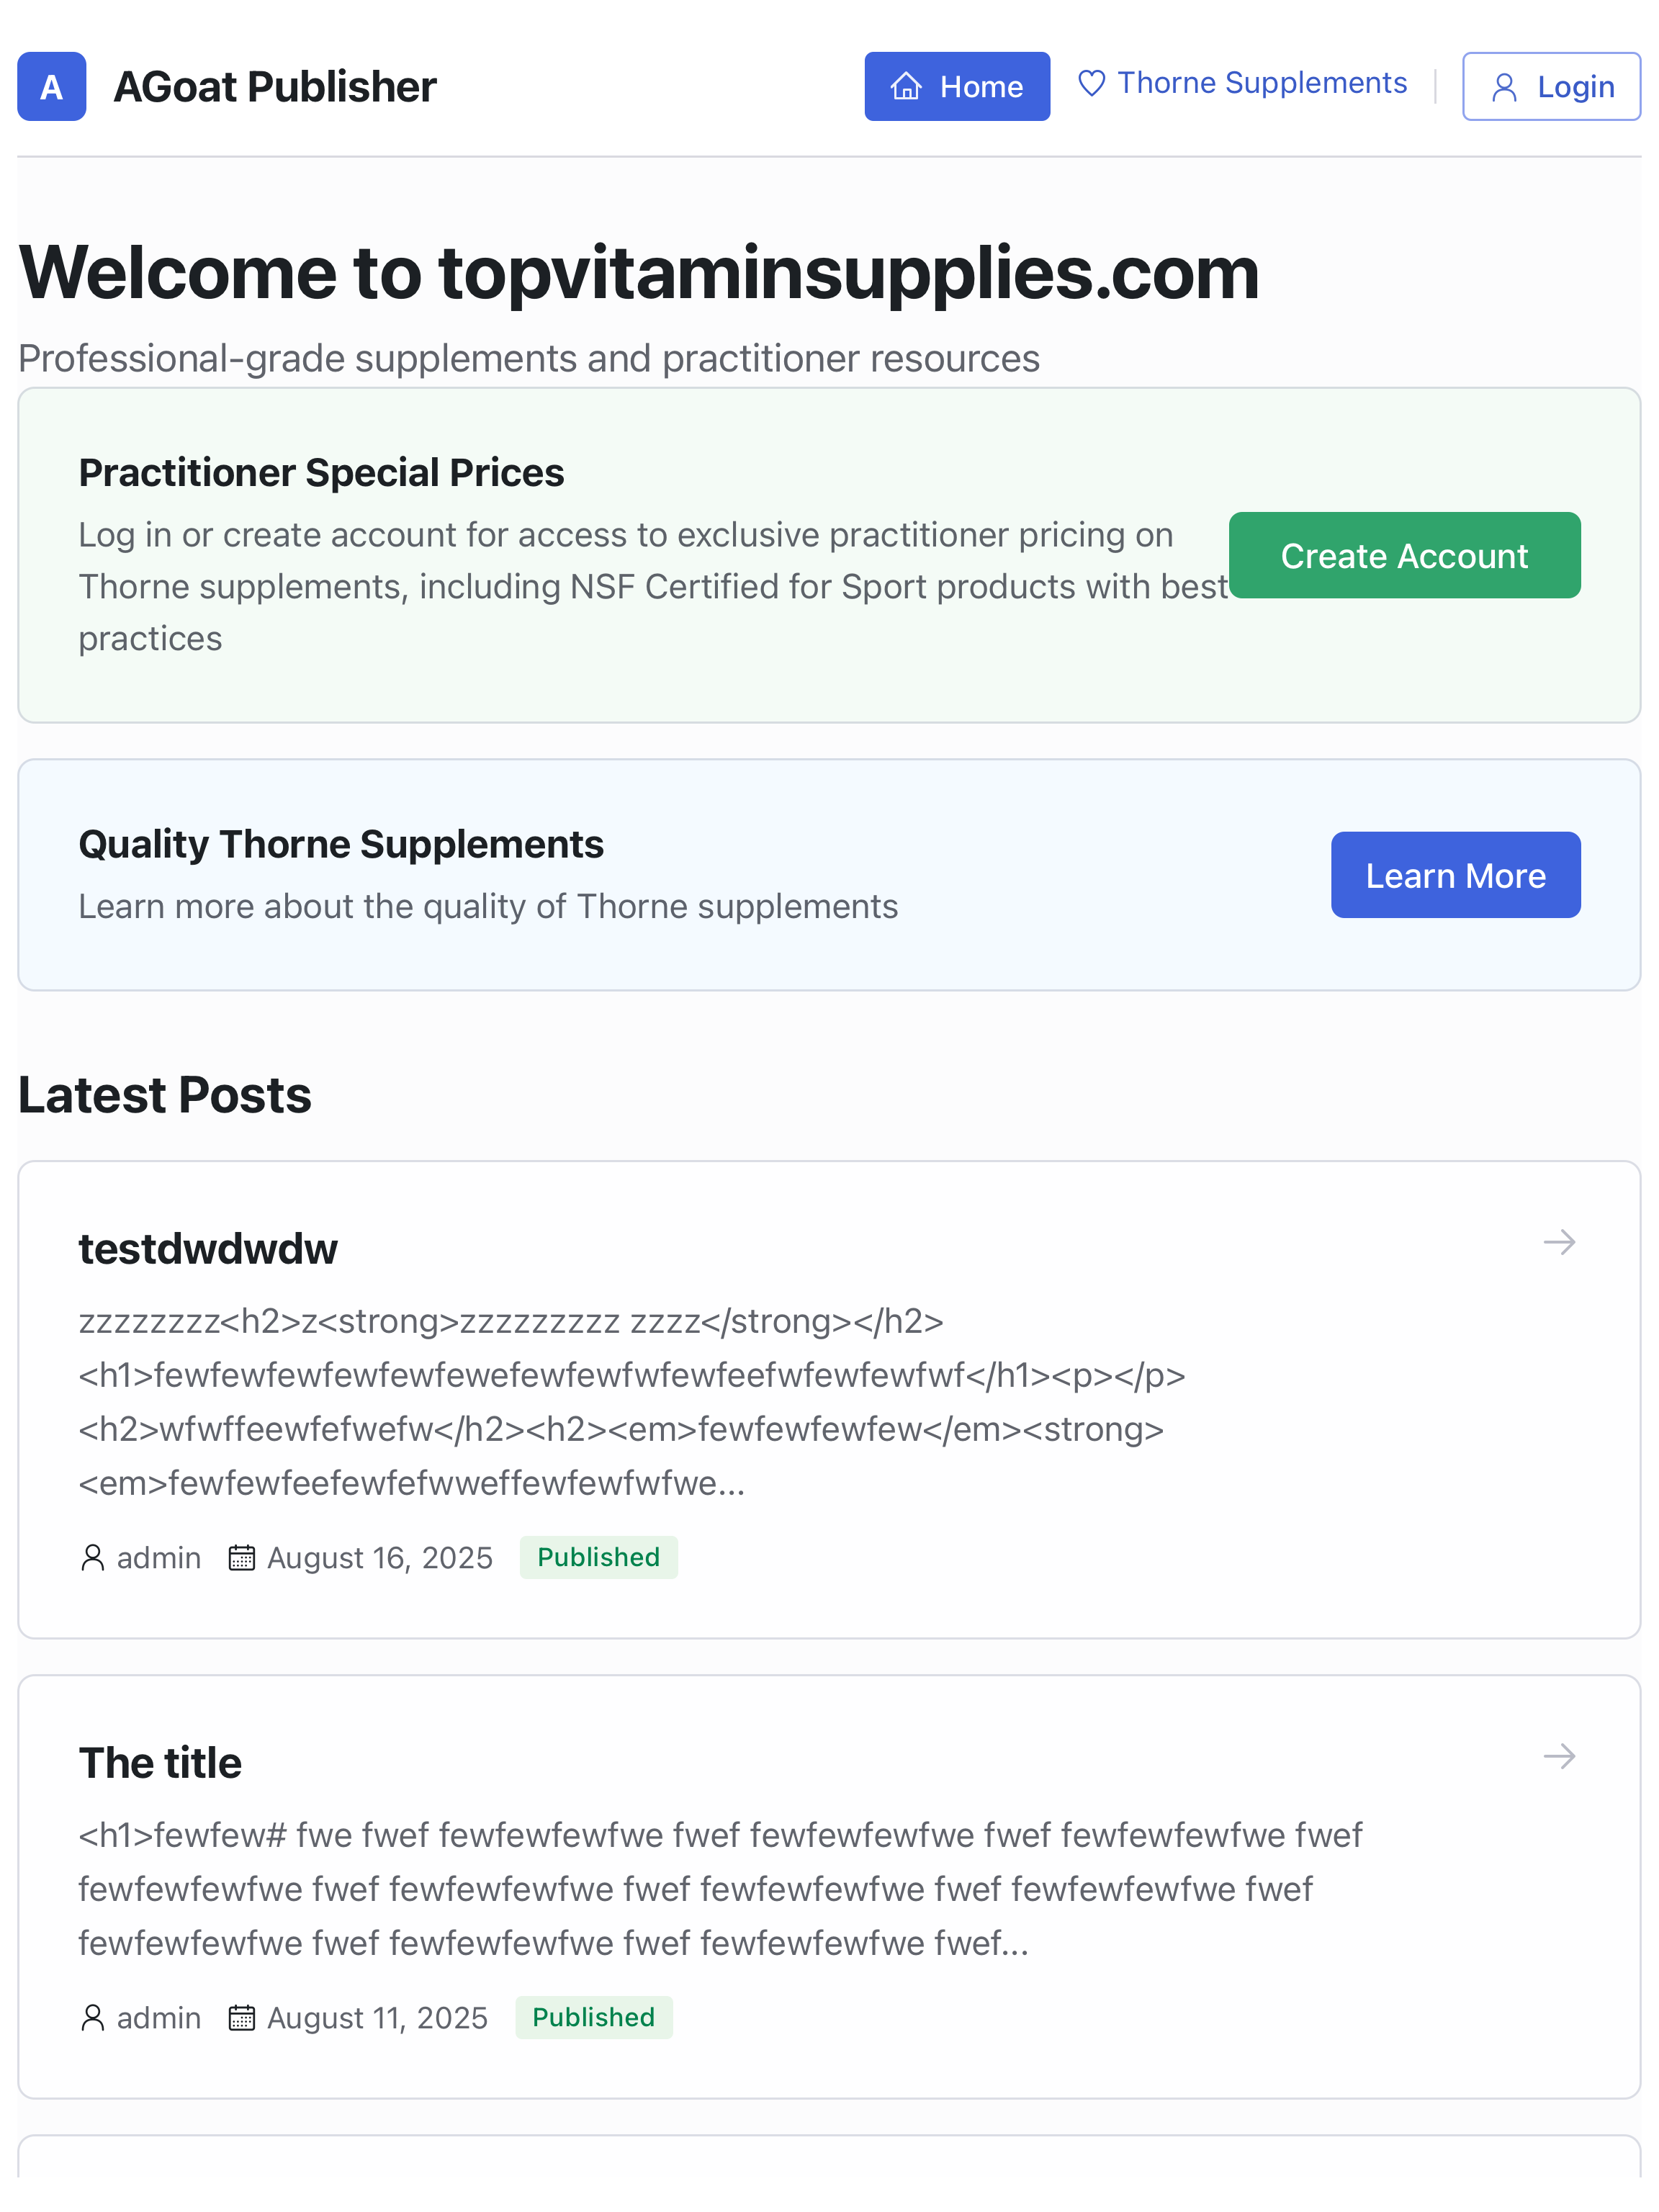 A AGoat Publisher Home Thorne Supplements Login
Welcome to topvitaminsupplies.com
Professional-grade supplements and practitioner resources
Practitioner Special Prices
Log in or create account for access to exclusive practitioner pricing on
Thorne supplements, including NSF Certified for Sport products with best
practices
Create Account
Quality Thorne Supplements
Learn more about the quality of Thorne supplements
Learn More
Latest Posts
testdwdwdw
zzzzzzzz<h2>z<strong>zzzzzzzzz zzzz</strong></h2>
<h1>fewfewfewfewfewfewefewfewfwfewfeefwfewfewfwf</h1><p></p>
<h2>wfwffeewfefwefw</h2><h2><em>fewfewfewfew</em><strong>
<em>fewfewfeefewfefwweffewfewfwfwe...
admin August 16, 2025 Published
The title
<h1>fewfew# fwe fwef fewfewfewfwe fwef fewfewfewfwe fwef fewfewfewfwe fwef
fewfewfewfwe fwef fewfewfewfwe fwef fewfewfewfwe fwef fewfewfewfwe fwef
fewfewfewfwe fwef fewfewfewfwe fwef fewfewfewfwe fwef...
admin August 11, 2025 Published